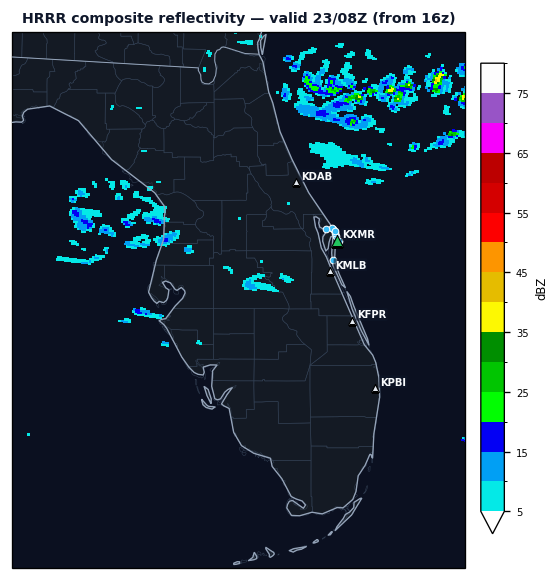 HRRR composite reflectivity — valid 23/08Z (from 16z)
KDAB
KXMR
KMLB
KFPR
KPBI
75
65
55
45
35
25
15
5
dBZ